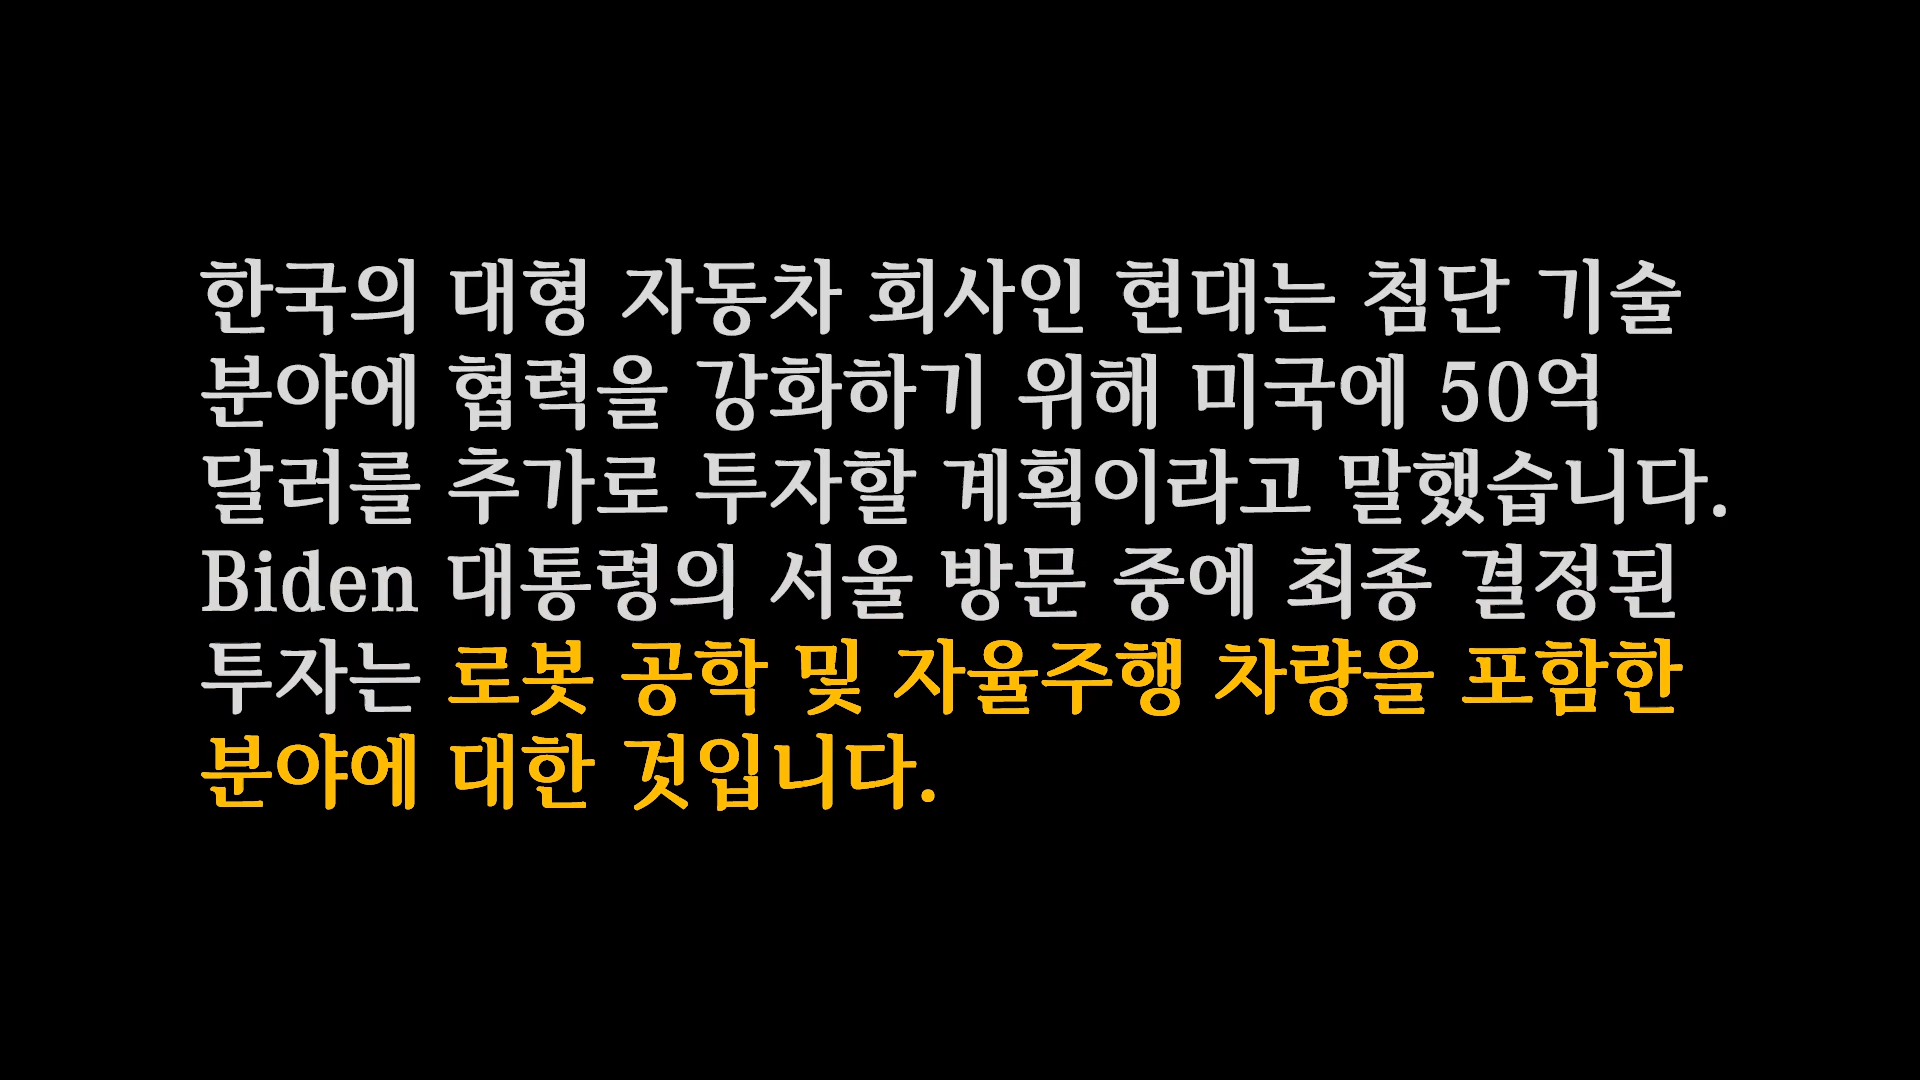 한국의 대형 자동차 회사인 현대는 첨단 기술
분야에 협력을 강화하기 위해 미국에 50억
달러를 추가로 투자할 계획이라고 말했습니다.
Biden 대통령의 서울 방문 중에 최종 결정된
투자는 로봇 공학 및 자율주행 차량을 포함한
분야에 대한 것입니다.